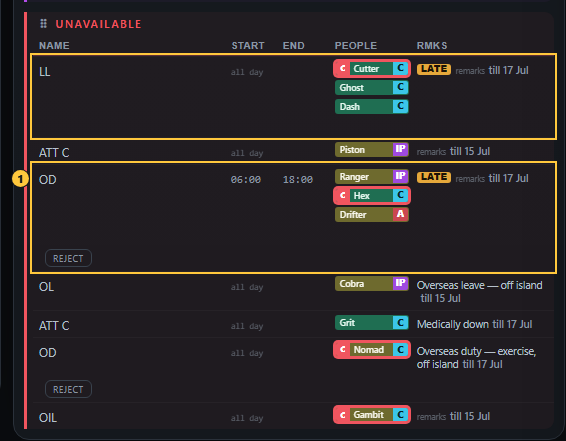 UNAVAILABLE
NAME START END PEOPLE RMKS
LL all day C Cutter C LATE remarks till 17 Jul
Ghost C
Dash C
ATT C all day Piston IP remarks till 15 Jul
1 OD 06:00 18:00 Ranger IP LATE remarks till 17 Jul
C Hex C
Drifter A
REJECT
OL all day Cobra IP Overseas leave — off island
till 15 Jul
ATT C all day Grit C Medically down till 17 Jul
OD all day C Nomad C Overseas duty — exercise,
off island till 17 Jul
REJECT
OIL all day C Gambit C remarks till 15 Jul